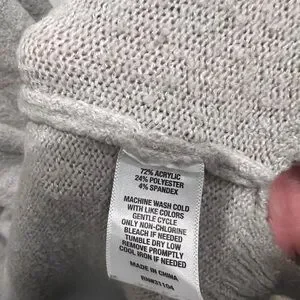 72% ACRYLIC
24% POLYESTER
4% SPANDEX
MACHINE WASH COLD
WITH LIKE COLORS
GENTLE CYCLE
ONLY NON-CHLORINE
BLEACH IF NEEDED
TUMBLE DRY LOW
REMOVE PROMPTLY
COOL IRON IF NEEDED
MADE IN CHINA